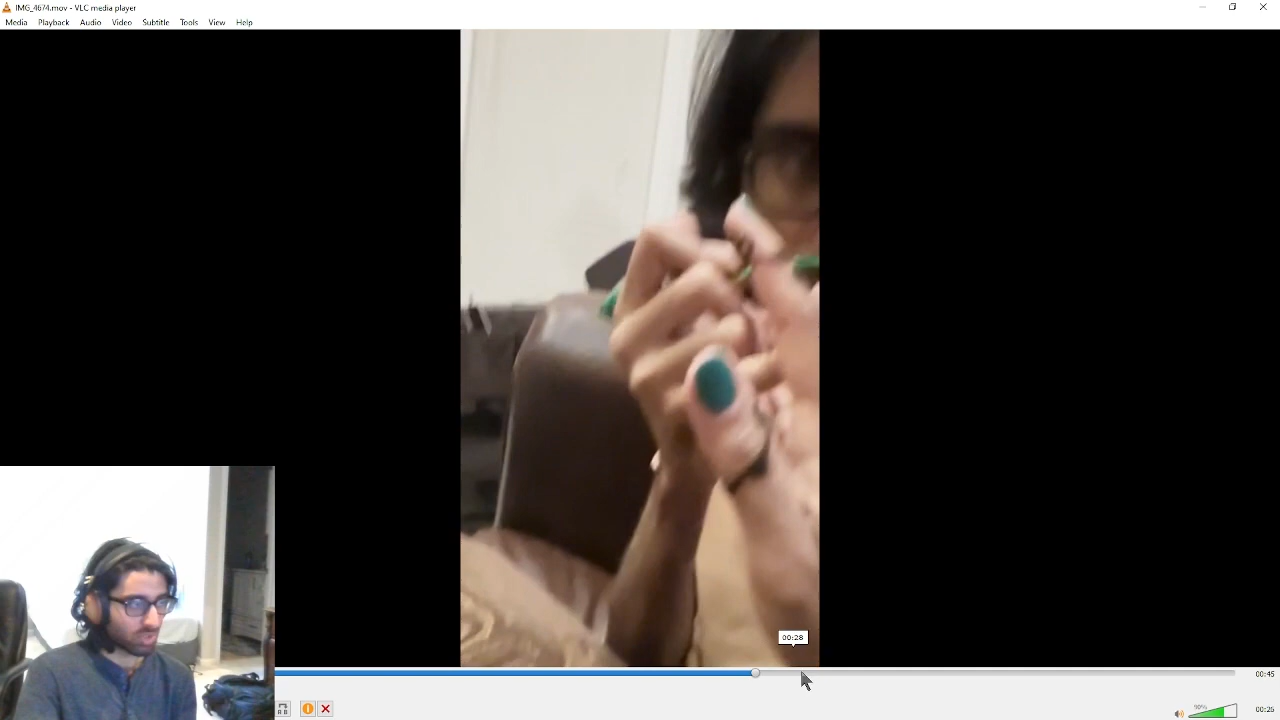 IMG_4674.mov - VLC media player
Media Playback Audio Video Subtitle Tools View Help
00:28
00:45
90%
00:26